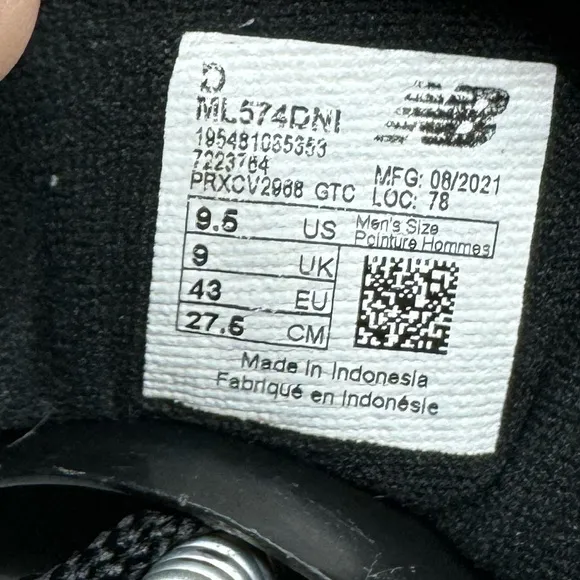 D
ML574DNI
195481065353
7223764
PRXCV2968 GTC
MFG: 08/2021
LOC: 78
9.5 US Men's Size Pointure Hommes
9 UK
43 EU
27.5 CM
Made in Indonesia
Fabriqué en Indonésie